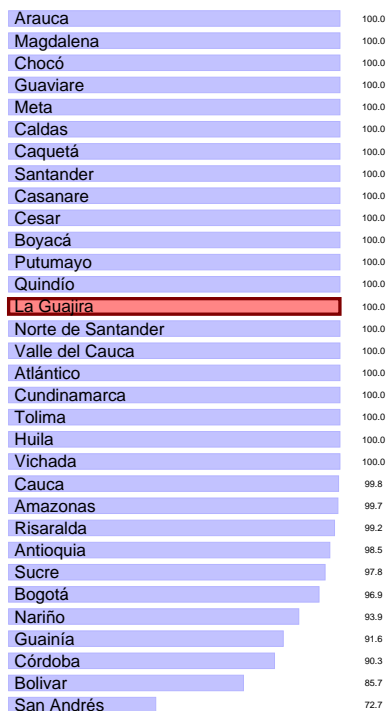 Arauca 100.0
Magdalena 100.0
Chocó 100.0
Guaviare 100.0
Meta 100.0
Caldas 100.0
Caquetá 100.0
Santander 100.0
Casanare 100.0
Cesar 100.0
Boyacá 100.0
Putumayo 100.0
Quindío 100.0
La Guajira 100.0
Norte de Santander 100.0
Valle del Cauca 100.0
Atlántico 100.0
Cundinamarca 100.0
Tolima 100.0
Huila 100.0
Vichada 100.0
Cauca 99.8
Amazonas 99.7
Risaralda 99.2
Antioquia 98.5
Sucre 97.8
Bogotá 96.9
Nariño 93.9
Guainía 91.6
Córdoba 90.3
Bolivar 85.7
San Andrés 72.7